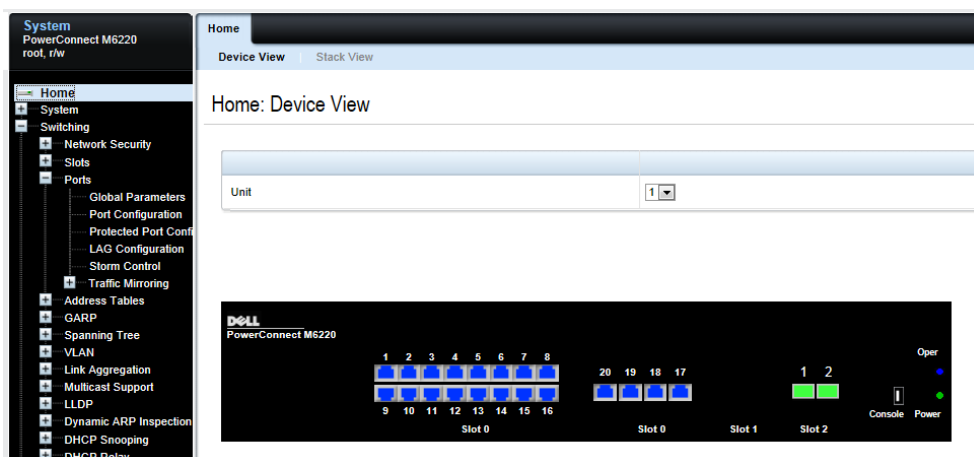 System
PowerConnect M6220
root, r/w
Home
Device View
Stack View
Home
System
Switching
Network Security
Slots
Ports
Global Parameters
Port Configuration
Protected Port Confi
LAG Configuration
Storm Control
Traffic Mirroring
Address Tables
GARP
Spanning Tree
VLAN
Link Aggregation
Multicast Support
LLDP
Dynamic ARP Inspection
DHCP Snooping
DHCP Relay
Home: Device View
Unit 1
DELL
PowerConnect M6220
1 2 3 4 5 6 7 8
9 10 11 12 13 14 15 16
Slot 0
20 19 18 17
Slot 0
Slot 1
1 2
Slot 2
Oper
Console Power